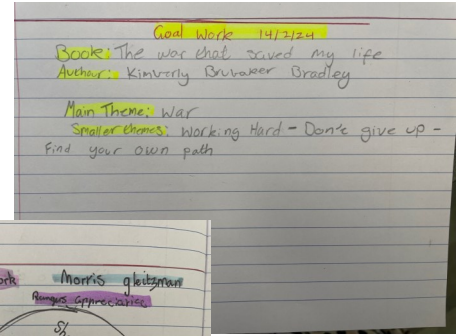 Goal Work 14/2/24
Book: The war that saved my life
Authour: Kimberly Brubaker Bradley
Main Theme: War
Smaller themes: Working Hard - Don't give up -
Find your own path
Morris gleitzman